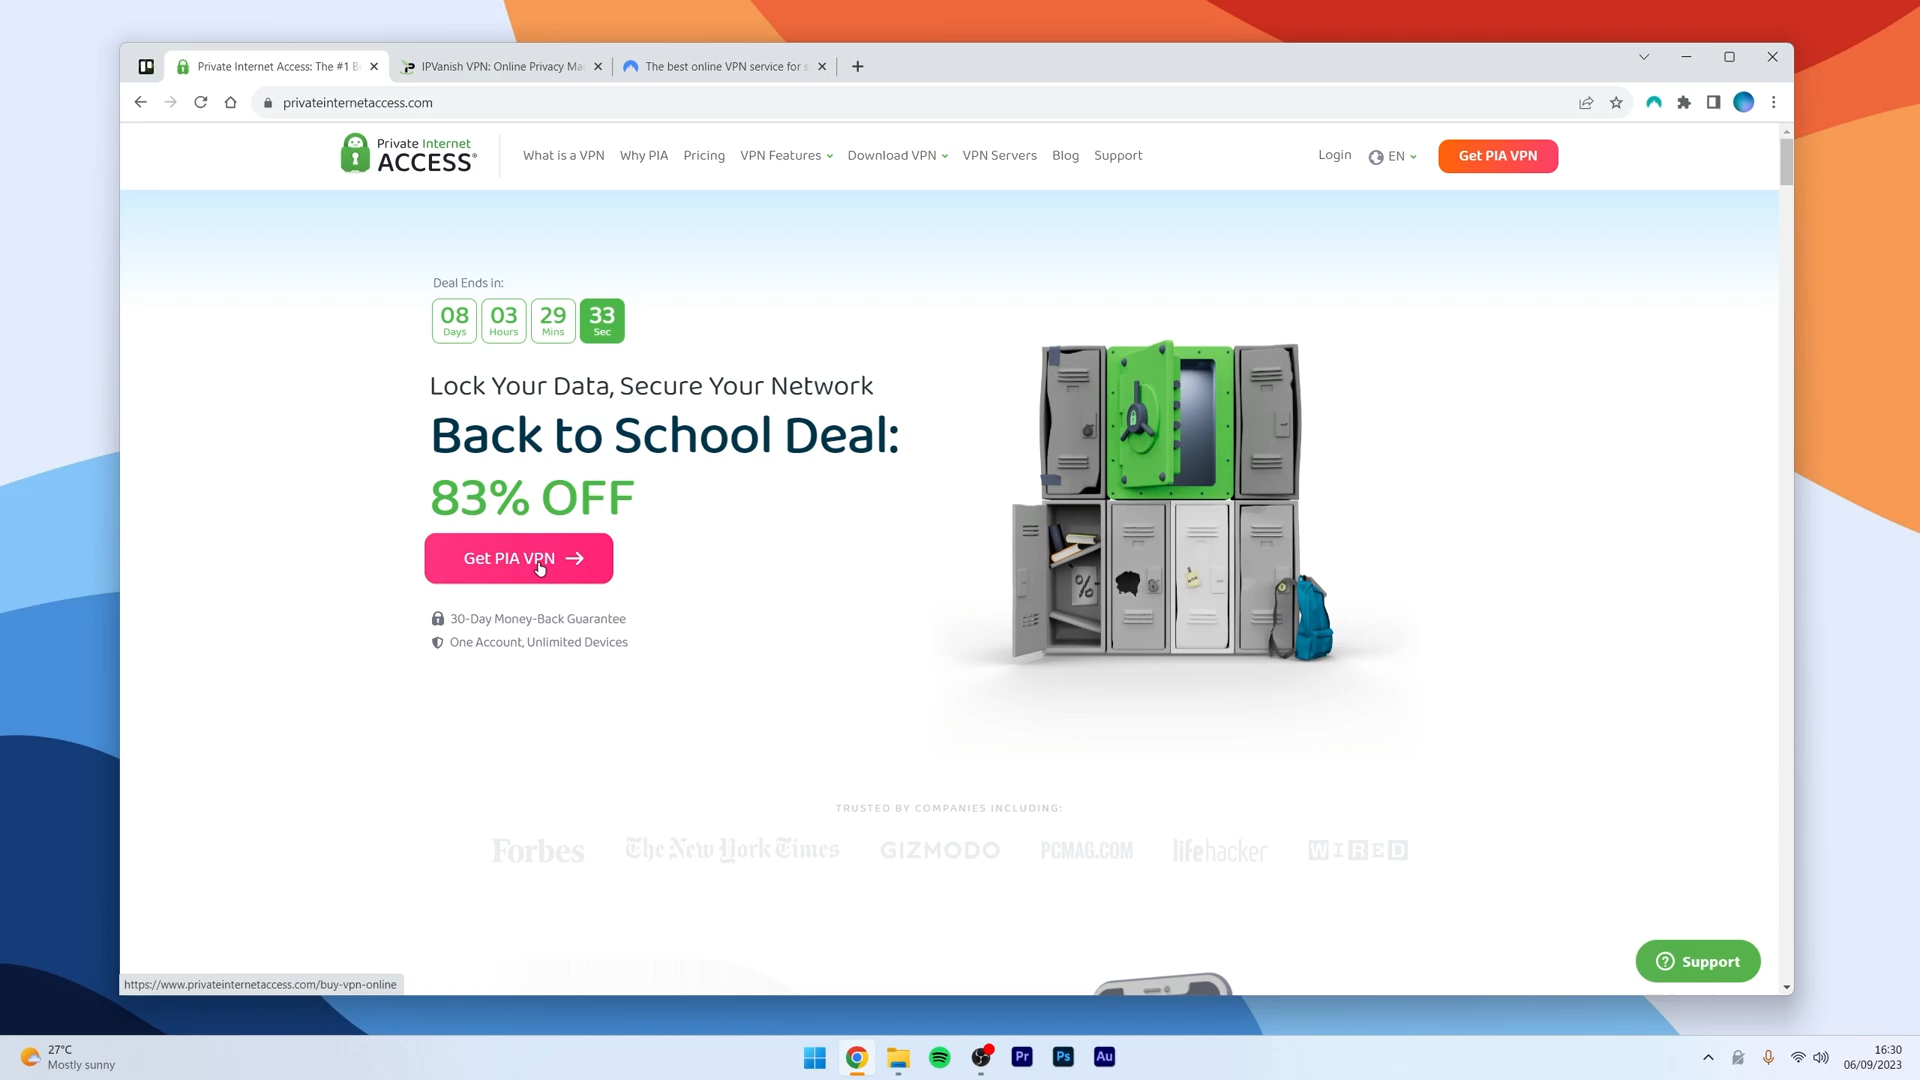 Private Internet Access: The #1 B
IPVanish VPN: Online Privacy Ma
The best online VPN service for s
privateinternetaccess.com
Private Internet
ACCESS
What is a VPN
Why PIA
Pricing
VPN Features
Download VPN
VPN Servers
Blog
Support
Login
EN
Get PIA VPN
Deal Ends in:
08 03 29 33
Days Hours Mins Sec
Lock Your Data, Secure Your Network
Back to School Deal:
83% OFF
Get PIA VPN
30-Day Money-Back Guarantee
One Account, Unlimited Devices
%
TRUSTED BY COMPANIES INCLUDING:
Forbes
The New York Times
GIZMODO
PCMAG.COM
lifehacker
WIRED
Support
https://www.privateinternetaccess.com/buy-vpn-online
27°C
Mostly sunny
Pr
Ps
Au
16:30
06/09/2023